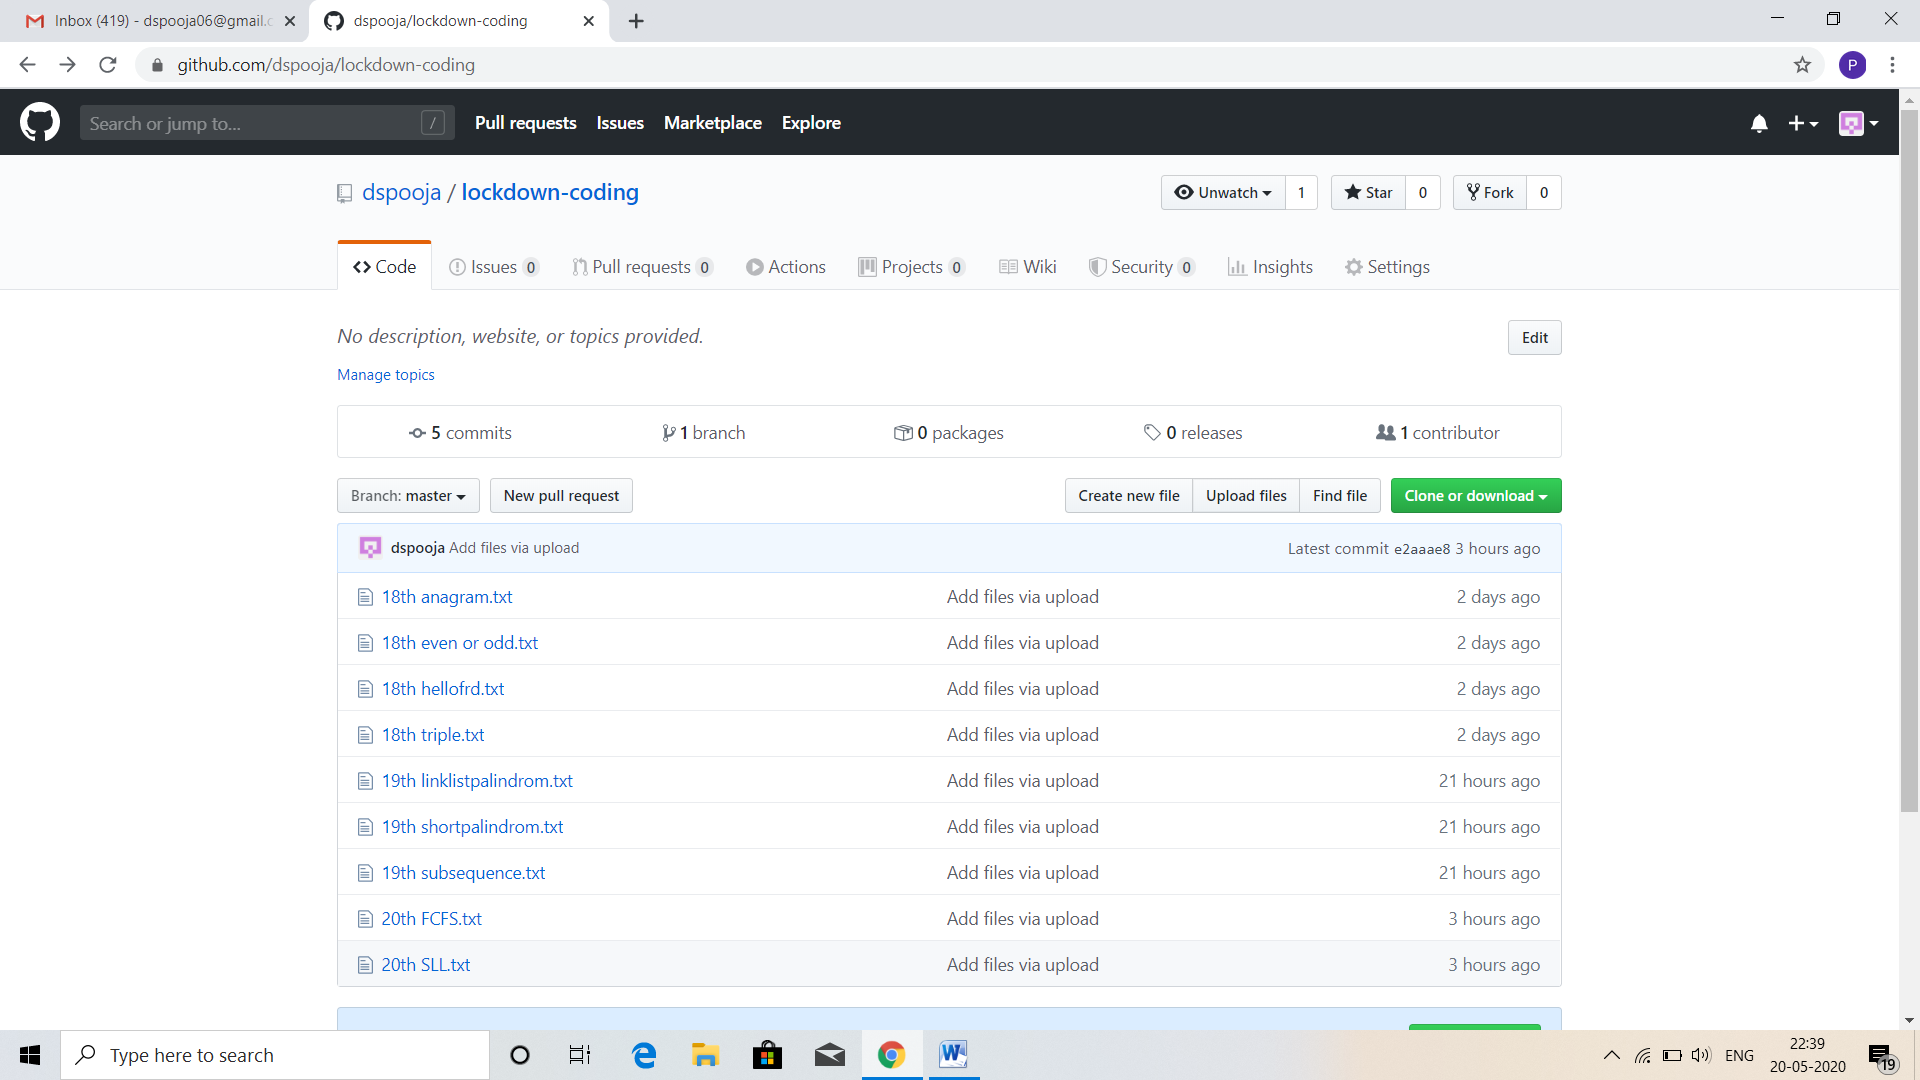 Inbox (419) - dspooja06@gmail.c
dspooja/lockdown-coding
github.com/dspooja/lockdown-coding
P
Search or jump to...
/
Pull requests Issues Marketplace Explore
dspooja / lockdown-coding
Unwatch 1
Star 0
Fork 0
Code Issues 0 Pull requests 0 Actions Projects 0 Wiki Security 0 Insights Settings
No description, website, or topics provided.
Edit
Manage topics
5 commits 1 branch 0 packages 0 releases 1 contributor
Branch: master New pull request Create new file Upload files Find file Clone or download
dspooja Add files via upload Latest commit e2aaae8 3 hours ago
18th anagram.txt Add files via upload 2 days ago
18th even or odd.txt Add files via upload 2 days ago
18th hellofrd.txt Add files via upload 2 days ago
18th triple.txt Add files via upload 2 days ago
19th linklistpalindrom.txt Add files via upload 21 hours ago
19th shortpalindrom.txt Add files via upload 21 hours ago
19th subsequence.txt Add files via upload 21 hours ago
20th FCFS.txt Add files via upload 3 hours ago
20th SLL.txt Add files via upload 3 hours ago
Type here to search
W
ENG
22:39
20-05-2020
19